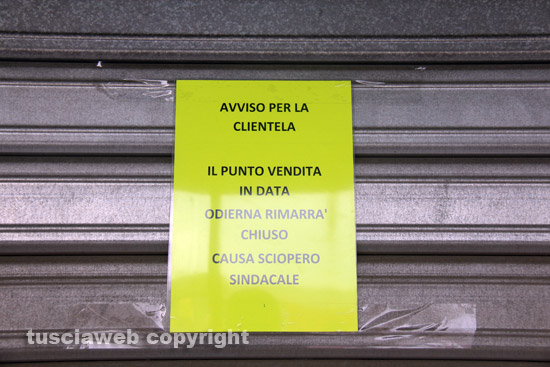 AVVISO PER LA
CLIENTELA
IL PUNTO VENDITA
IN DATA
ODIERNA RIMARRA'
CHIUSO
CAUSA SCIOPERO
SINDACALE
tusciaweb copyright